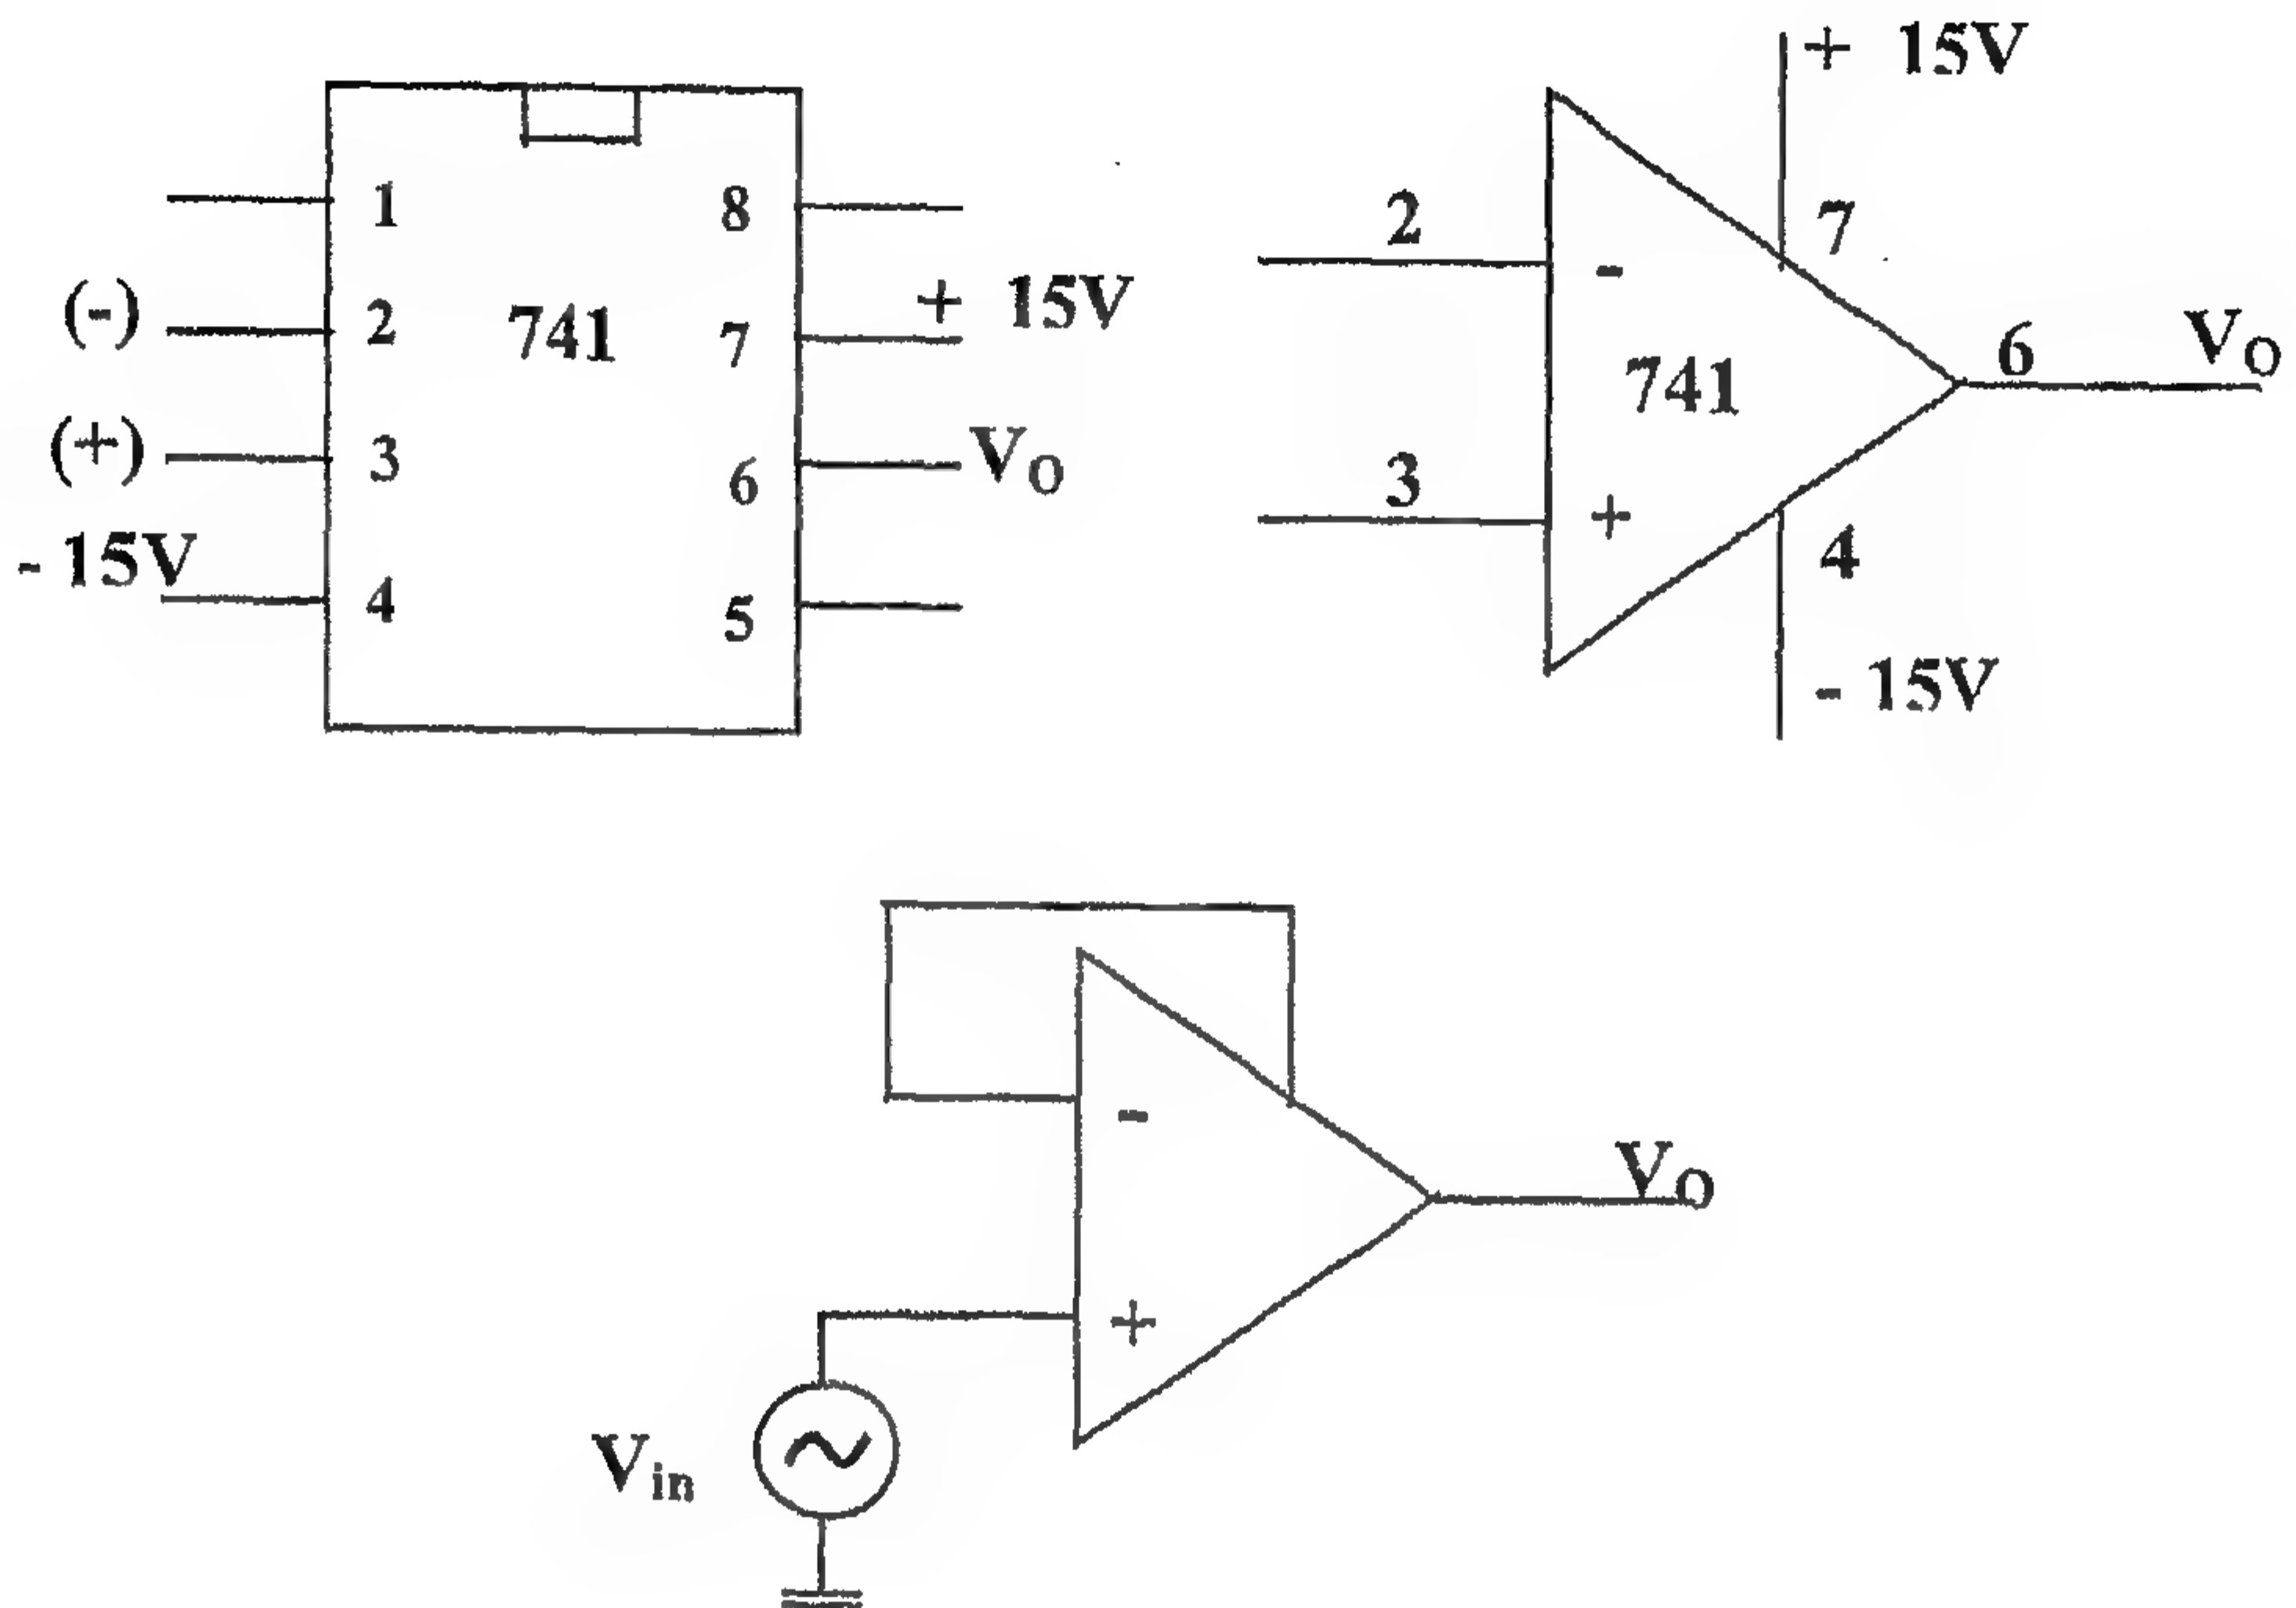 1 8
(-) 2 741 7 + 15V
(+) 3 6 VO
- 15V 4 5
+ 15V
2 - 7
741 6 VO
3 + 4
- 15V
-
VO
+
Vin